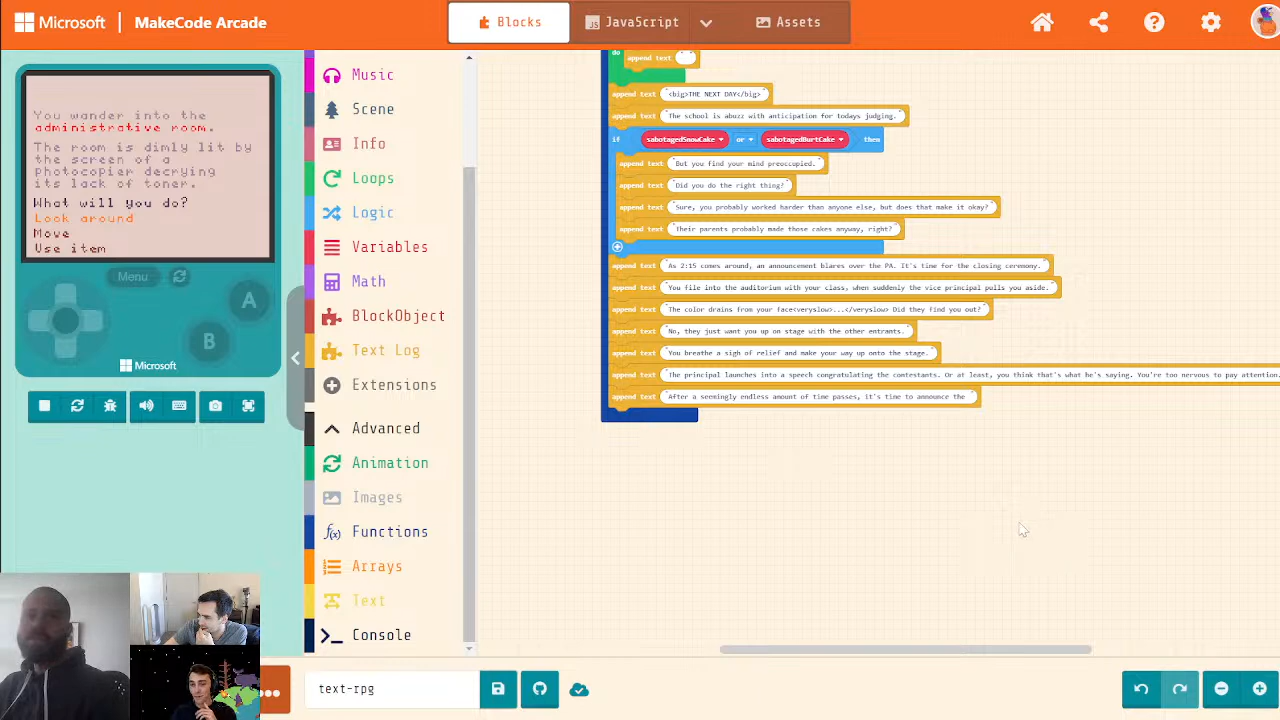 Microsoft
MakeCode Arcade
Blocks
JavaScript
Assets
You wander into the
administrative room.
The room is dimly lit by
the screen of a
photocopier decrying
its lack of toner.
What will you do?
Look around
Move
Use item
Menu
A
B
Microsoft
Music
Scene
Info
Loops
Logic
Variables
Math
BlockObject
Text Log
Extensions
Advanced
Animation
Images
Functions
Arrays
Text
Console
do
append text " "
append text "<big>THE NEXT DAY</big>"
append text "The school is abuzz with anticipation for todays judging."
if sabotagedSnowCake or sabotagedBurtCake then
append text "But you find your mind preoccupied."
append text "Did you do the right thing?"
append text "Sure, you probably worked harder than anyone else, but does that make it okay?"
append text "Their parents probably made those cakes anyway, right?"
append text "As 2:15 comes around, an announcement blares over the PA. It's time for the closing ceremony."
append text "You file into the auditorium with your class, when suddenly the vice principal pulls you aside."
append text "The color drains from your face<veryslow>...</veryslow> Did they find you out?"
append text "No, they just want you up on stage with the other entrants."
append text "You breathe a sigh of relief and make your way up onto the stage."
append text "The principal launches into a speech congratulating the contestants. Or at least, you think that's what he's saying. You're too nervous to pay attention.
append text "After a seemingly endless amount of time passes, it's time to announce the "
text-rpg